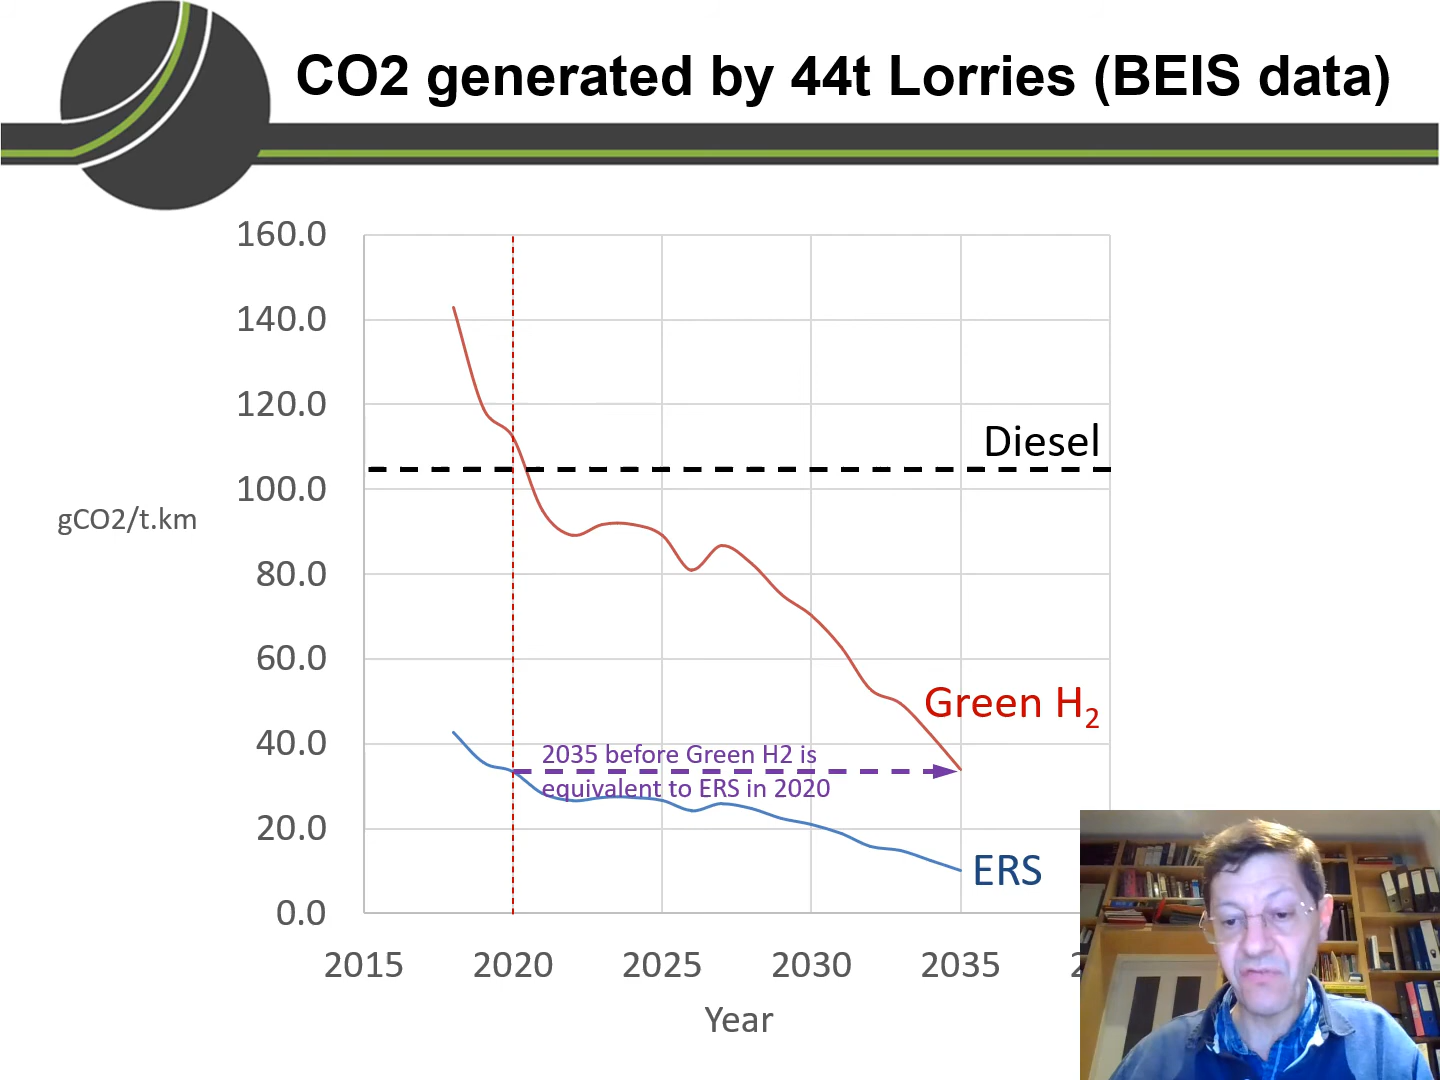 CO2 generated by 44t Lorries (BEIS data)
160.0
140.0
120.0
Diesel
100.0
gCO2/t.km
80.0
60.0
Green H₂
40.0
2035 before Green H2 is
equivalent to ERS in 2020
20.0
ERS
0.0
2015 2020 2025 2030 2035 2
Year